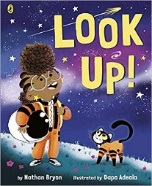 LOOK
UP!
by Nathan Bryon
Illustrated by Dapo Adeola